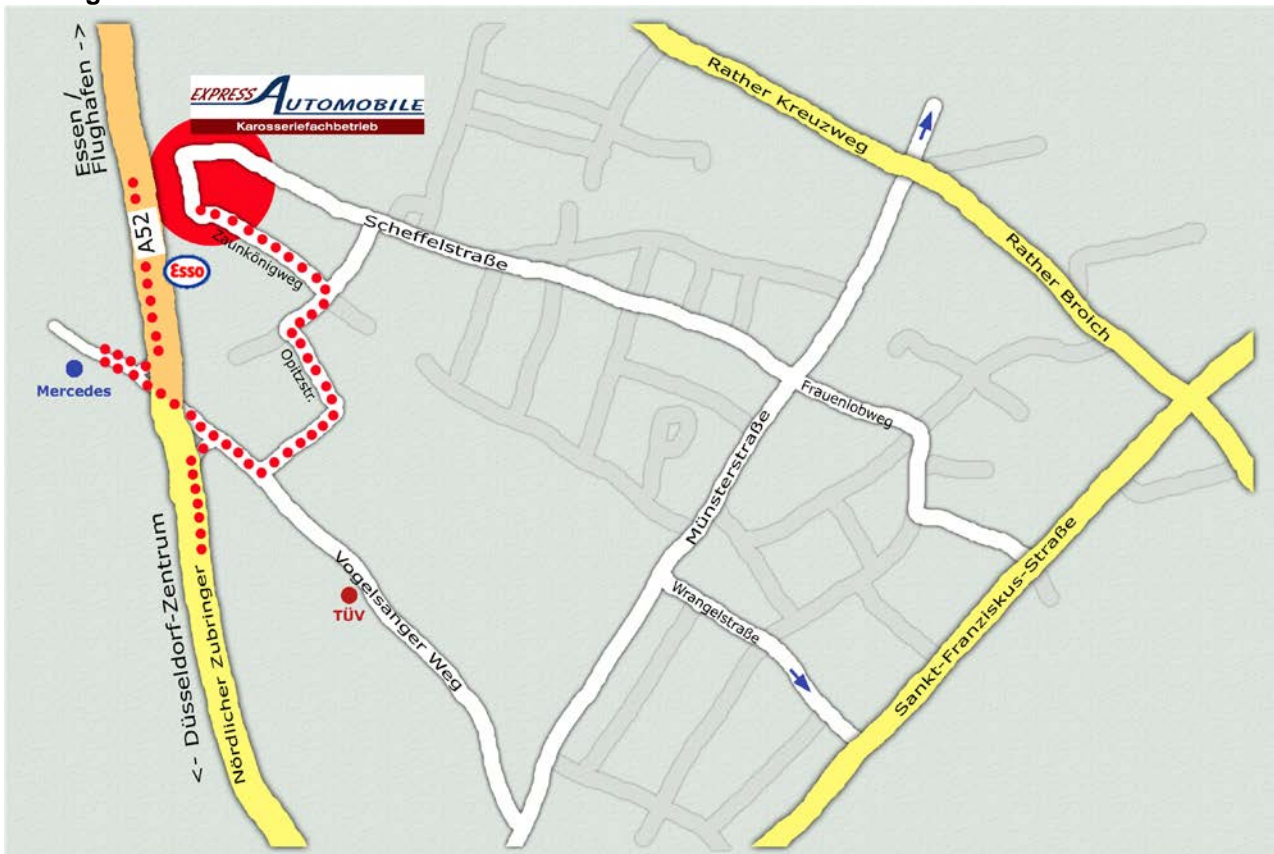 Essen /
Flughafen ->
EXPRESS AUTOMOBILE
Karosseriefachbetrieb
A52
Esso
Zaunkönigweg
Scheffelstraße
Rather Kreuzweg
Rather Broich
Mercedes
Opitzstr.
Frauenlobweg
Münsterstraße
<- Düsseldorf-Zentrum
Nördlicher Zubringer
Vogelsanger Weg
TÜV
Wrangelstraße
Sankt-Franziskus-Straße